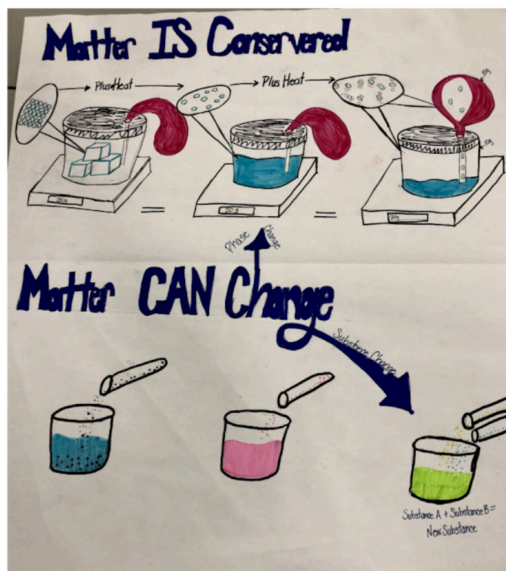 Matter IS Conservered
Plus Heat
Plus Heat
Phase Change
Matter CAN Change
Substance Change
Substance A + Substance B =
New Substance